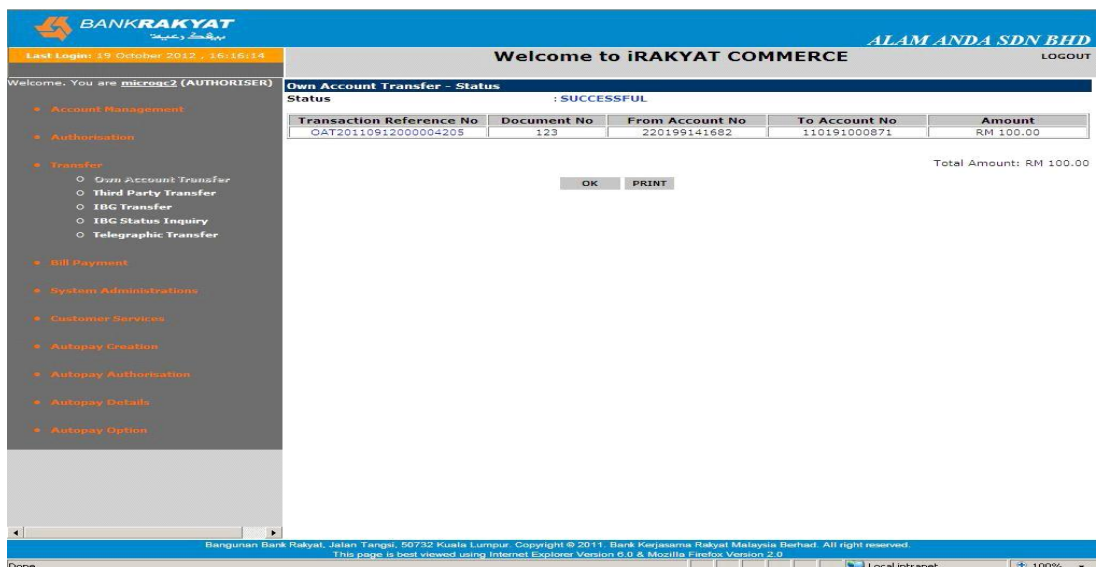 BANKRAKYAT
ALAM ANDA SDN BHD
Last Login: 19 October 2012 , 16:16:14
Welcome to iRAKYAT COMMERCE
LOGOUT
Welcome. You are microgc2 (AUTHORISER)
Own Account Transfer - Status
Status : SUCCESSFUL
Transaction Reference No Document No From Account No To Account No Amount
OAT20110912000004205 123 220199141682 110191000871 RM 100.00
Total Amount: RM 100.00
OK PRINT
Account Management
Authorisation
Transfer
Own Account Transfer
Third Party Transfer
IBG Transfer
IBG Status Inquiry
Telegraphic Transfer
Bill Payment
System Administrations
Customer Services
Autopay Creation
Autopay Authorisation
Autopay Details
Autopay Option
Bangunan Bank Rakyat, Jalan Tangsi, 50732 Kuala Lumpur. Copyright © 2011. Bank Kerjasama Rakyat Malaysia Berhad. All right reserved.
This page is best viewed using Internet Explorer Version 6.0 & Mozilla Firefox Version 2.0
Done Local intranet 100%